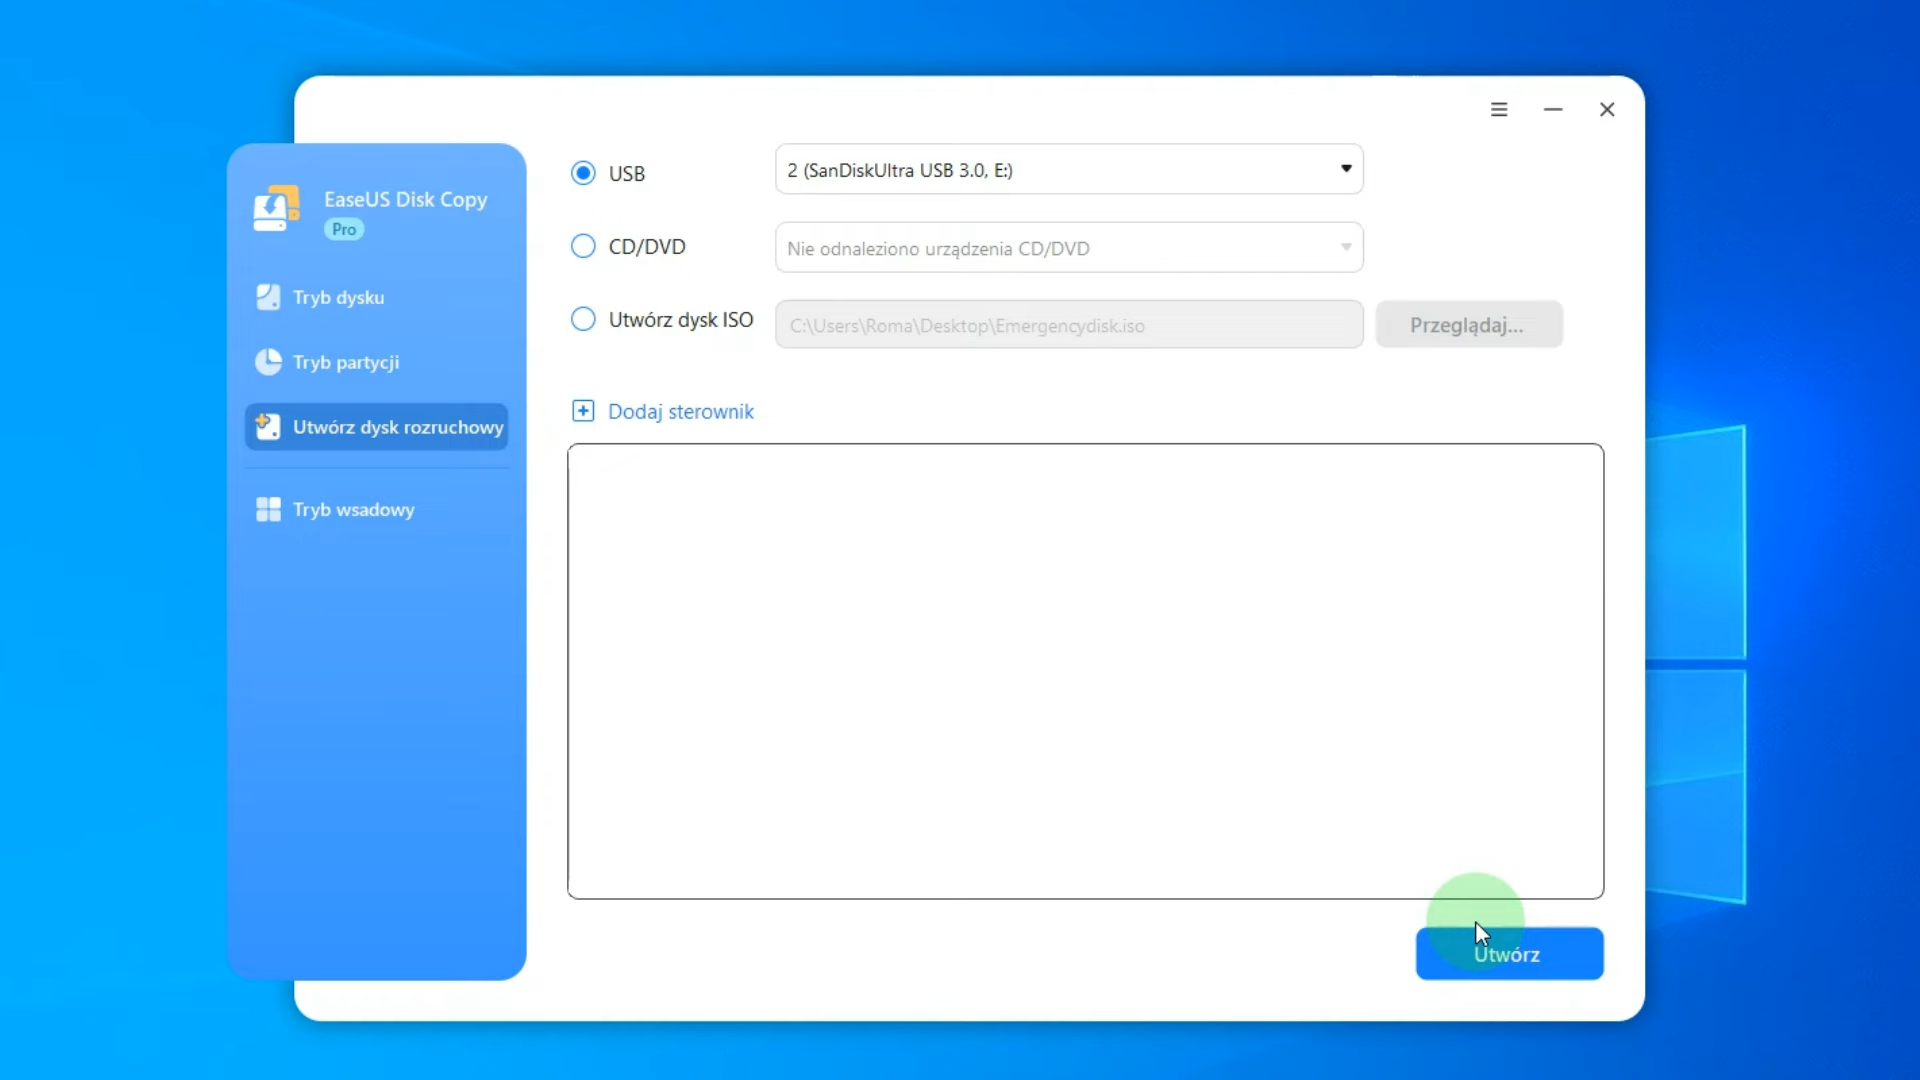 EaseUS Disk Copy
Pro
Tryb dysku
Tryb partycji
Utwórz dysk rozruchowy
Tryb wsadowy
USB
2 (SanDiskUltra USB 3.0, E:)
CD/DVD
Nie odnaleziono urządzenia CD/DVD
Utwórz dysk ISO
C:\Users\Roma\Desktop\Emergencydisk.iso
Przeglądaj...
Dodaj sterownik
Utwórz